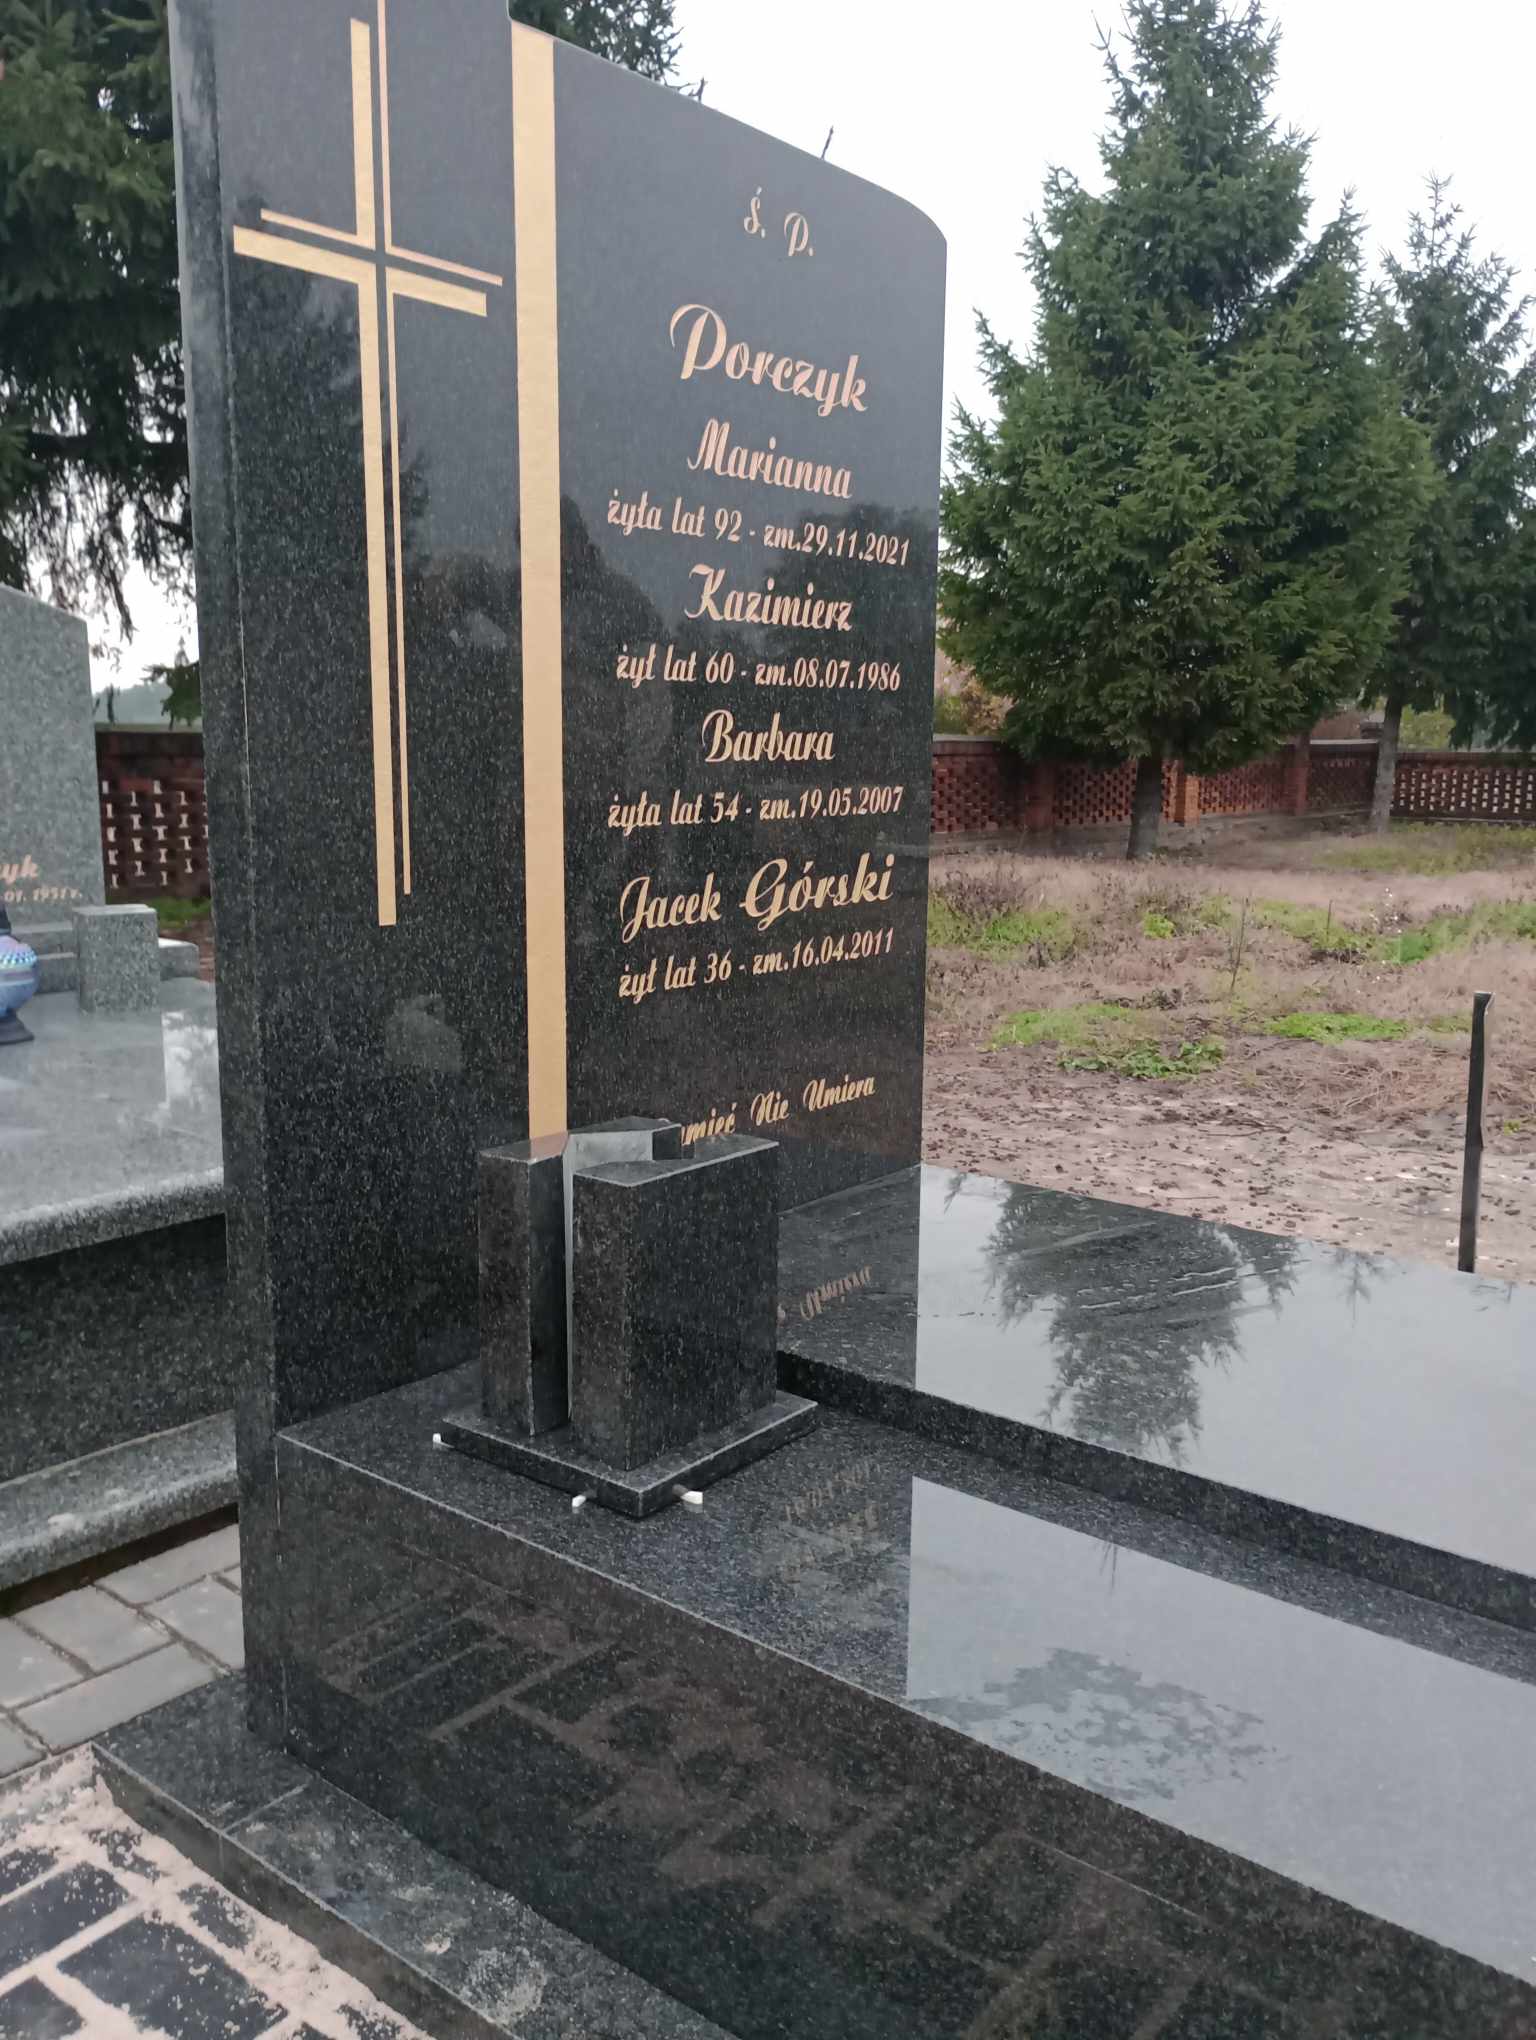 Ś. P.
Porczyk
Marianna
żyła lat 92 - zm.29.11.2021
Kazimierz
żył lat 60 - zm.08.07.1986
Barbara
żyła lat 54 - zm.19.05.2007
Jacek Górski
żył lat 36 - zm.16.04.2011
Nie Umiera